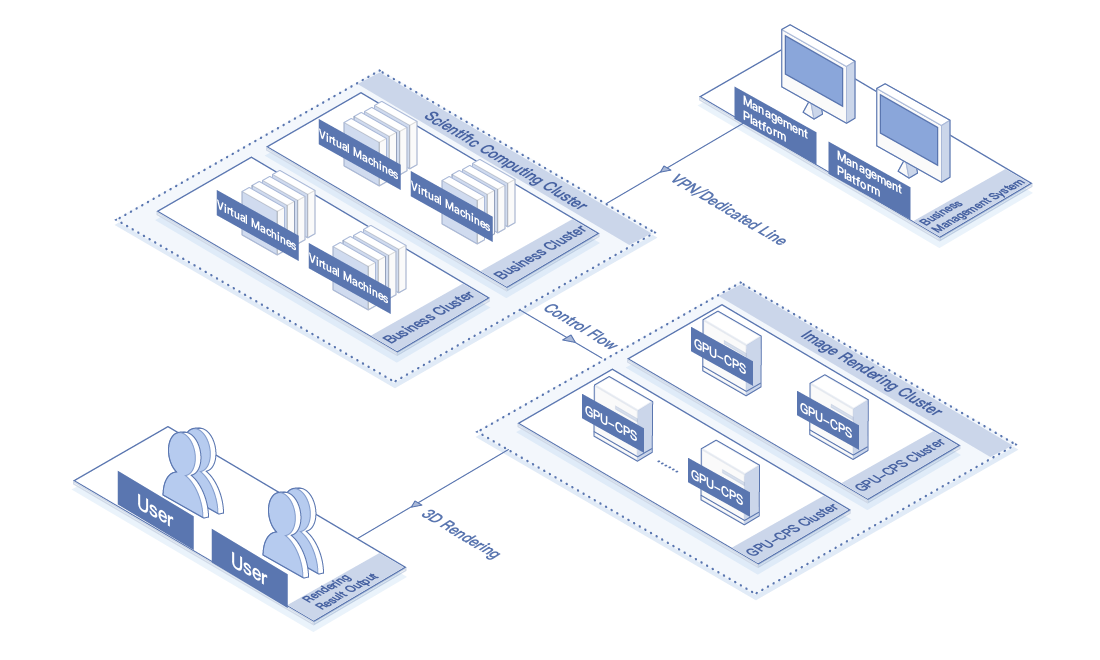 Management
Platform
Management
Platform
Business
Management System
VPN/Dedicated Line
Scientific Computing Cluster
Virtual Machines
Virtual Machines
Business Cluster
Virtual Machines
Virtual Machines
Business Cluster
Control Flow
Image Rendering Cluster
GPU-CPS
GPU-CPS
GPU-CPS Cluster
GPU-CPS
GPU-CPS
GPU-CPS Cluster
3D Rendering
User
User
Rendering
Result Output